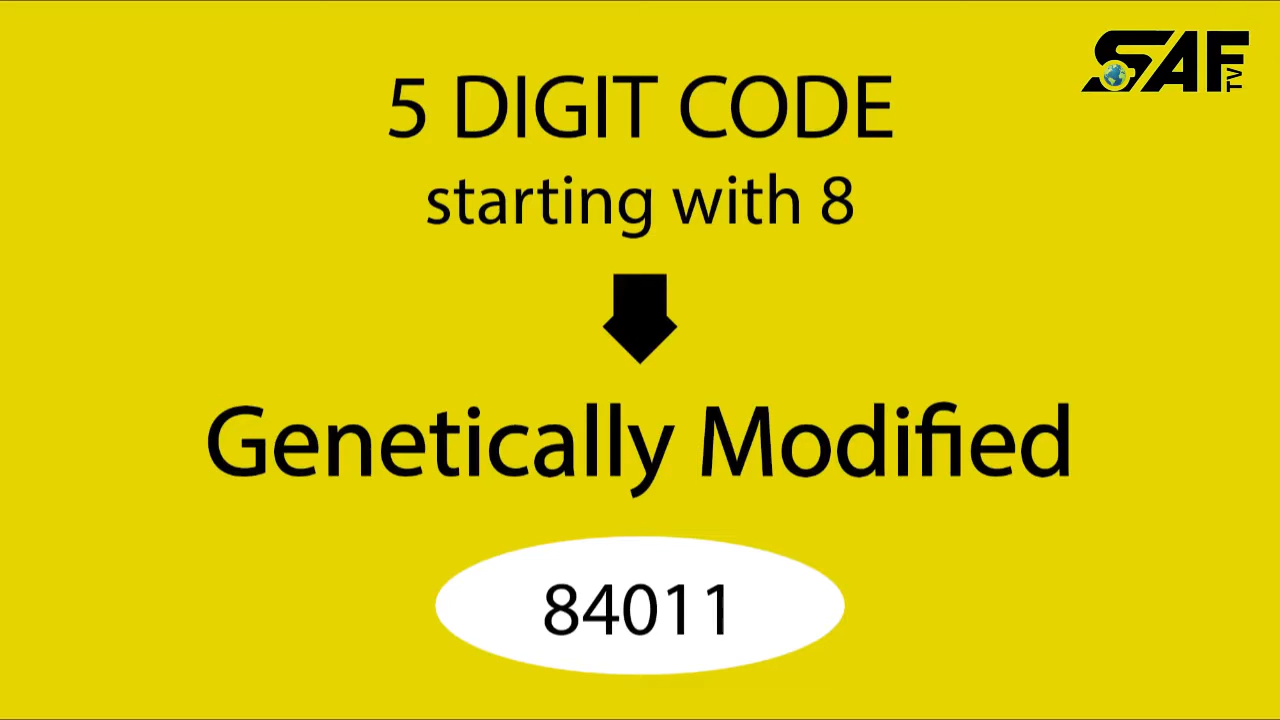 SAF TV
5 DIGIT CODE
starting with 8
Genetically Modified
84011